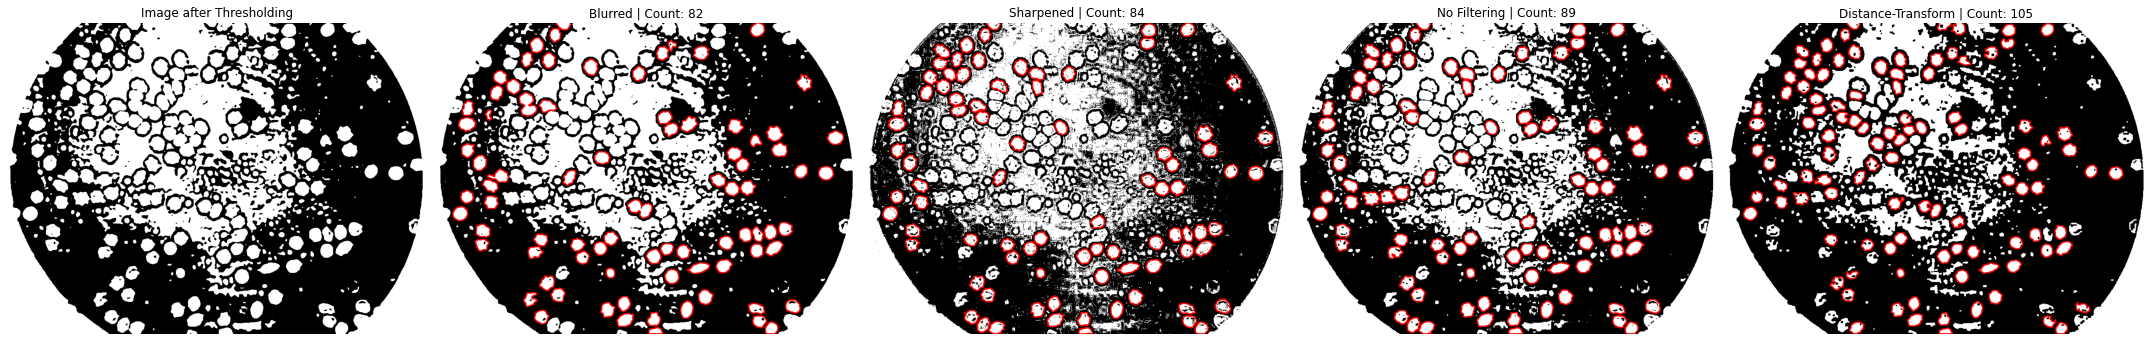 Image after Thresholding
Blurred | Count: 82
Sharpened | Count: 84
No Filtering | Count: 89
Distance-Transform | Count: 105